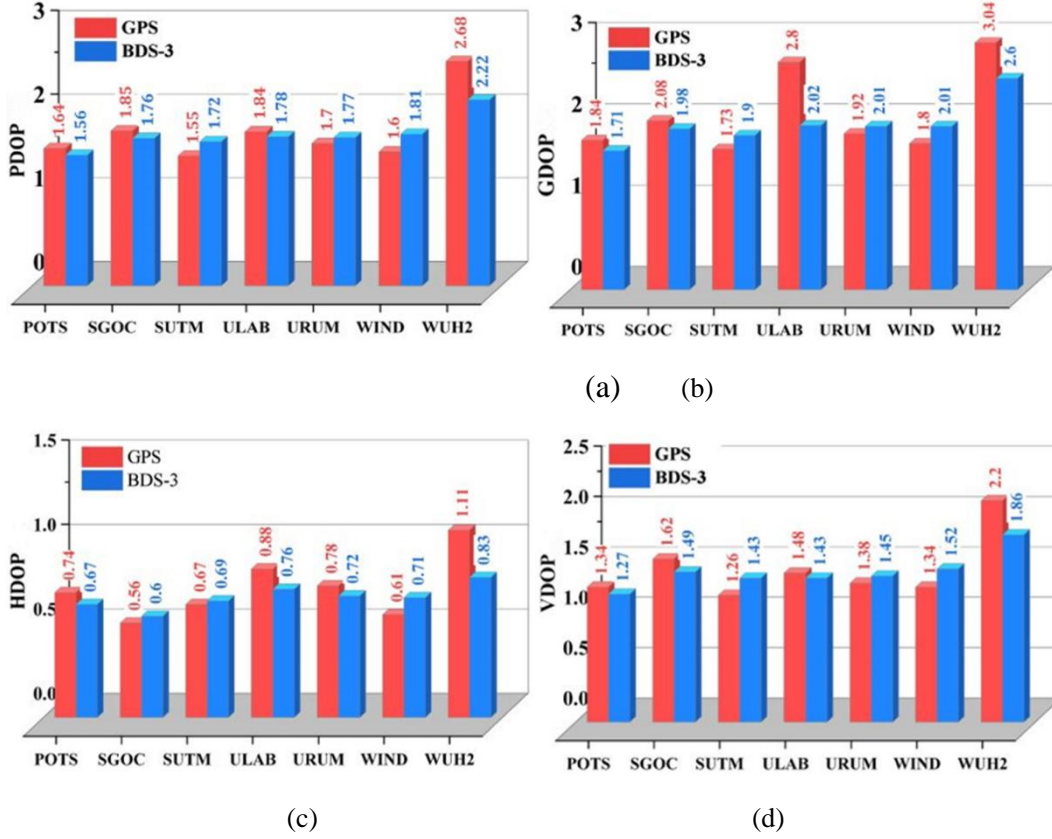 3
2
1
0
PDOP
GPS
BDS-3
1.64 1.56 1.85 1.76 1.55 1.72 1.84 1.78 1.7 1.77 1.6 1.81 2.68 2.22
POTS SGOC SUTM ULAB URUM WIND WUH2
3
2
1
0
GDOP
GPS
BDS-3
1.84 1.71 2.08 1.98 1.73 1.9 2.8 2.02 1.92 2.01 1.8 2.01 3.04 2.6
POTS SGOC SUTM ULAB URUM WIND WUH2
(a) (b)
1.5
1.0
0.5
0.0
HDOP
GPS
BDS-3
0.74 0.67 0.56 0.6 0.67 0.69 0.88 0.76 0.78 0.72 0.61 0.71 1.11 0.83
POTS SGOC SUTM ULAB URUM WIND WUH2
2.5
2.0
1.5
1.0
0.5
0.0
VDOP
GPS
BDS-3
1.34 1.27 1.62 1.49 1.26 1.43 1.48 1.43 1.38 1.45 1.34 1.52 2.2 1.86
POTS SGOC SUTM ULAB URUM WIND WUH2
(c) (d)